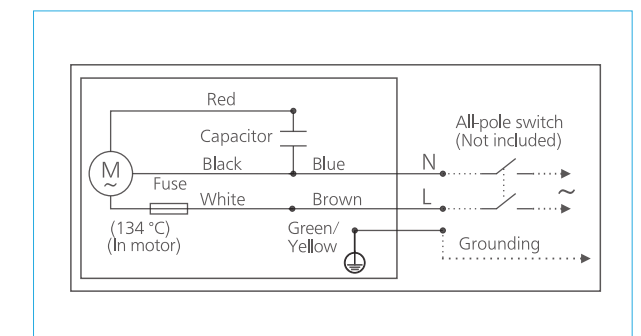 Red
Capacitor
All-pole switch
(Not included)
Black
Blue
N
M
~
Fuse
White
Brown
L
~
(134 °C)
(In motor)
Green/
Yellow
Grounding